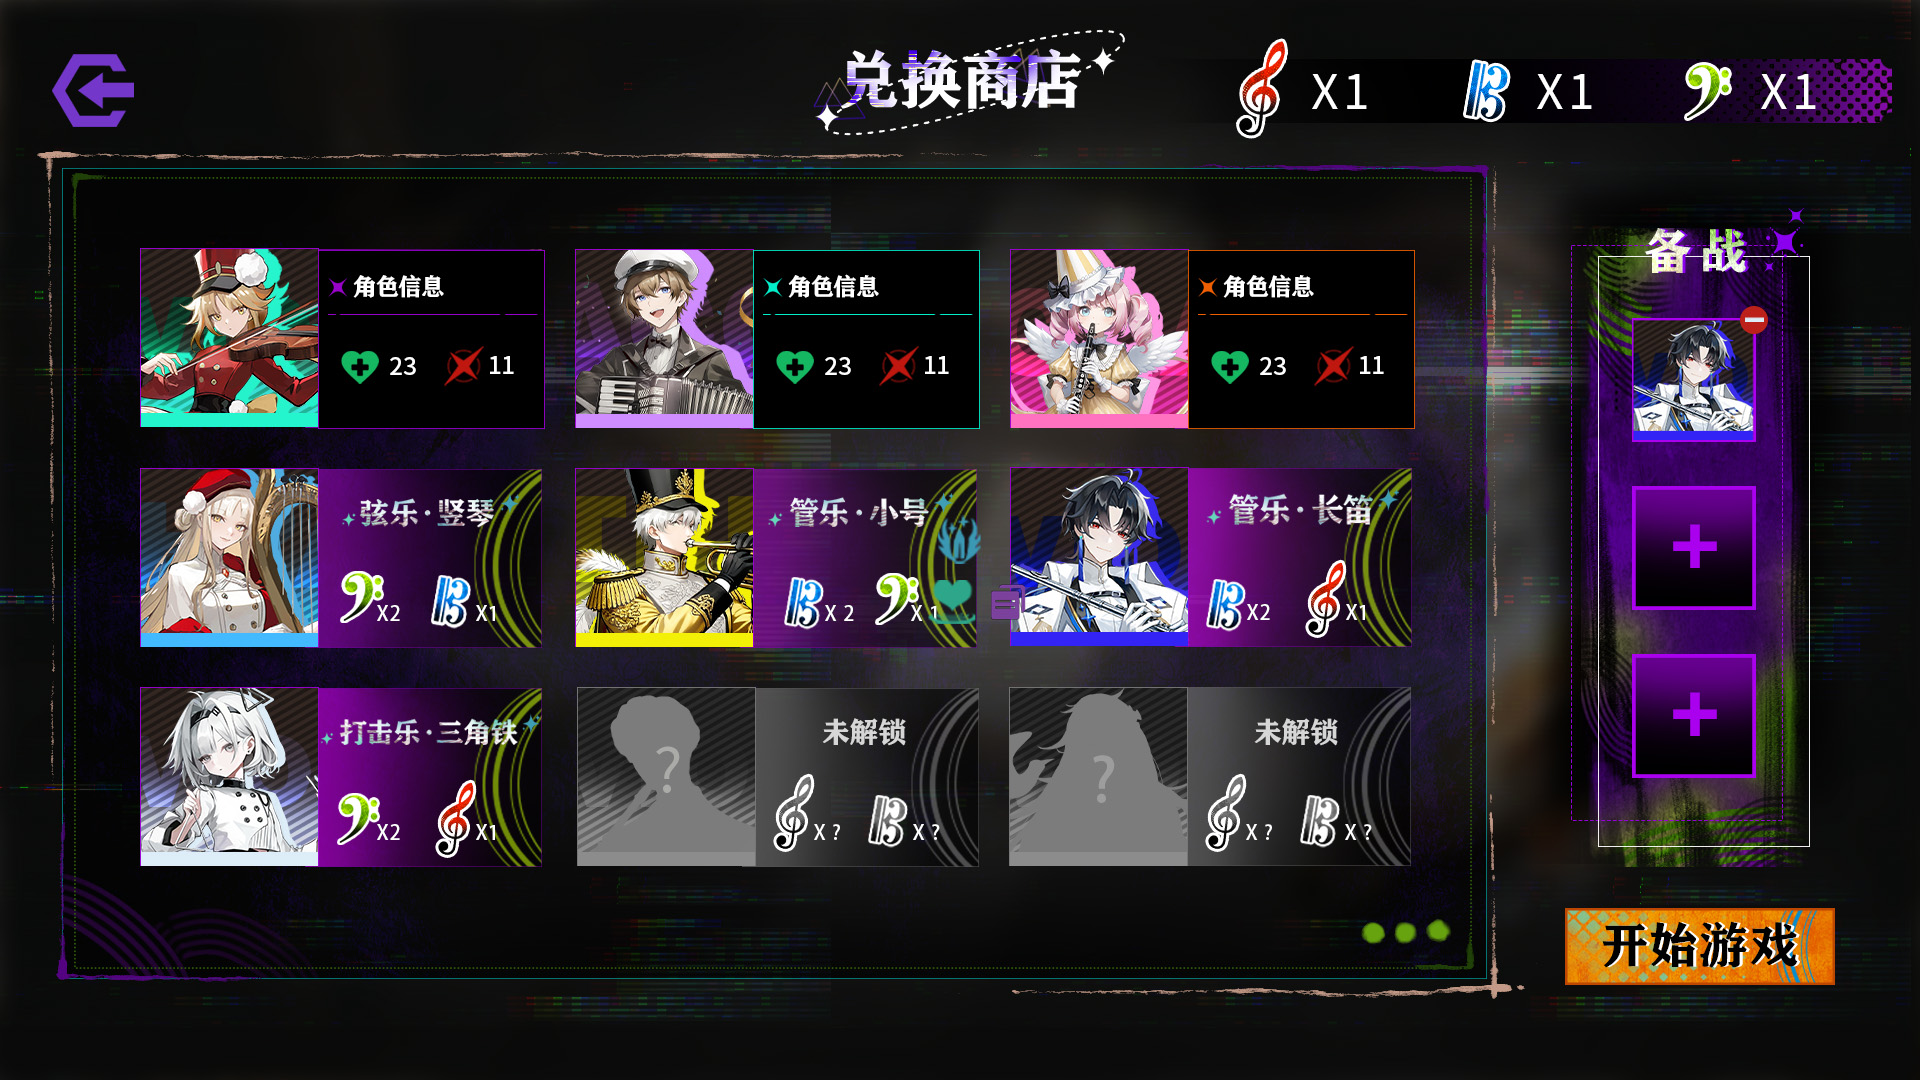 兑换商店
X1
X1
X1
备战
角色信息
23
11
角色信息
23
11
角色信息
23
11
弦乐·竖琴
X2
X1
管乐·小号
X 2
X 1
管乐·长笛
X2
X1
打击乐·三角铁
X2
X1
?
未解锁
X ?
X ?
?
未解锁
X ?
X ?
开始游戏